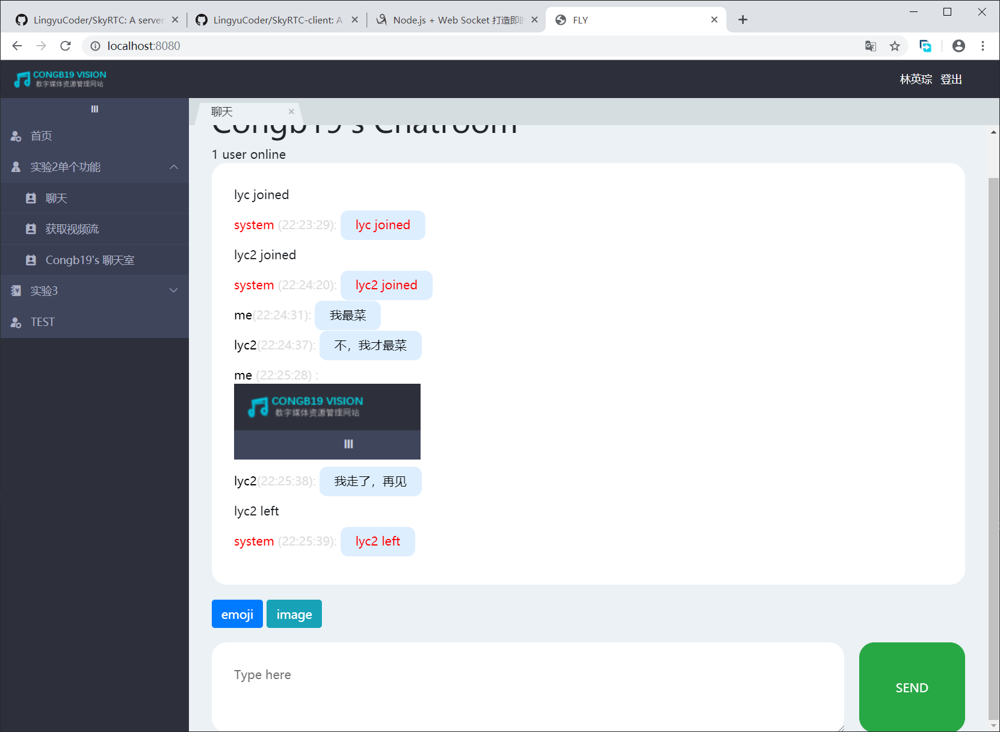 LingyuCoder/SkyRTC: A server
LingyuCoder/SkyRTC-client: A
Node.js + Web Socket 打造即时
FLY
localhost:8080
CONGB19 VISION
数字媒体资源管理网站
林英琮 登出
首页
实验2单个功能
聊天
获取视频流
Congb19's 聊天室
实验3
TEST
聊天
Congb19's Chatroom
1 user online
lyc joined
system (22:23:29): lyc joined
lyc2 joined
system (22:24:20): lyc2 joined
me(22:24:31): 我最菜
lyc2(22:24:37): 不，我才最菜
me (22:25:28) :
CONGB19 VISION
数字媒体资源管理网站
lyc2(22:25:38): 我走了，再见
lyc2 left
system (22:25:39): lyc2 left
emoji image
Type here
SEND